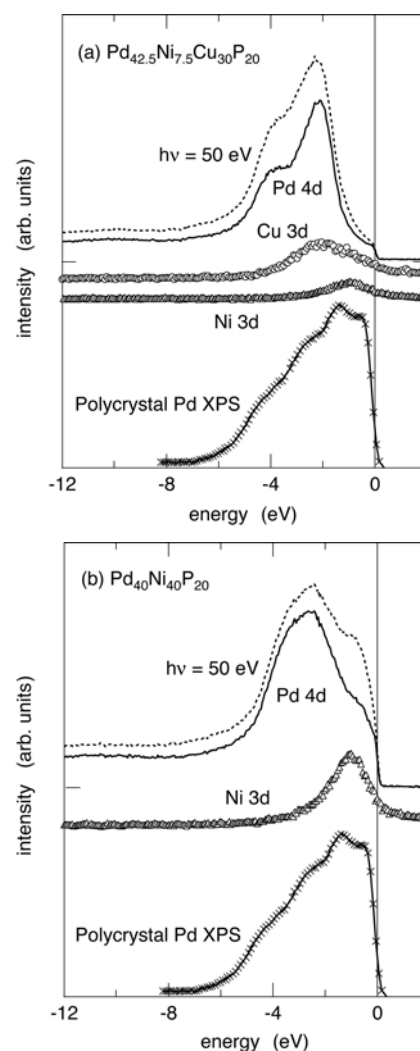 (a) Pd42.5Ni7.5Cu30P20
hν = 50 eV
Pd 4d
Cu 3d
Ni 3d
Polycrystal Pd XPS
intensity (arb. units)
-12 -8 -4 0
energy (eV)
(b) Pd40Ni40P20
hν = 50 eV
Pd 4d
Ni 3d
Polycrystal Pd XPS
intensity (arb. units)
-12 -8 -4 0
energy (eV)